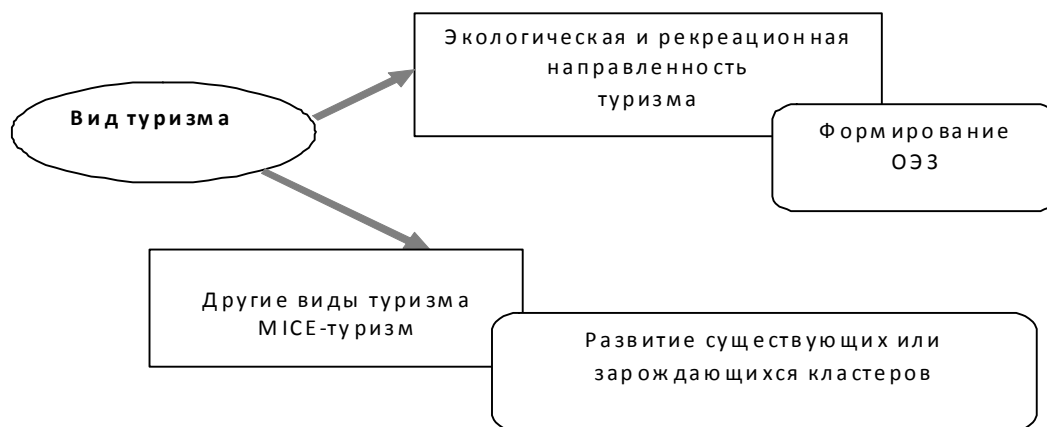 Экологическая и рекреационная
направленность
туризма
Вид туризма
Формирование
ОЭЗ
Другие виды туризма
MICE-туризм
Развитие существующих или
зарождающихся кластеров